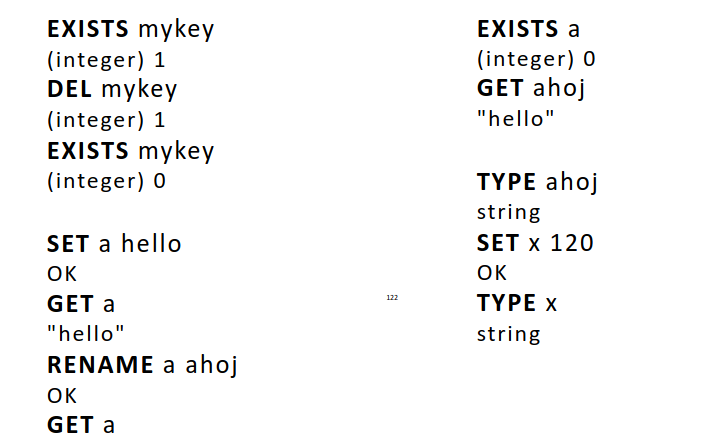 EXISTS mykey
(integer) 1
DEL mykey
(integer) 1
EXISTS mykey
(integer) 0
SET a hello
OK
GET a
"hello"
RENAME a ahoj
OK
GET a
122
EXISTS a
(integer) 0
GET ahoj
"hello"
TYPE ahoj
string
SET x 120
OK
TYPE x
string